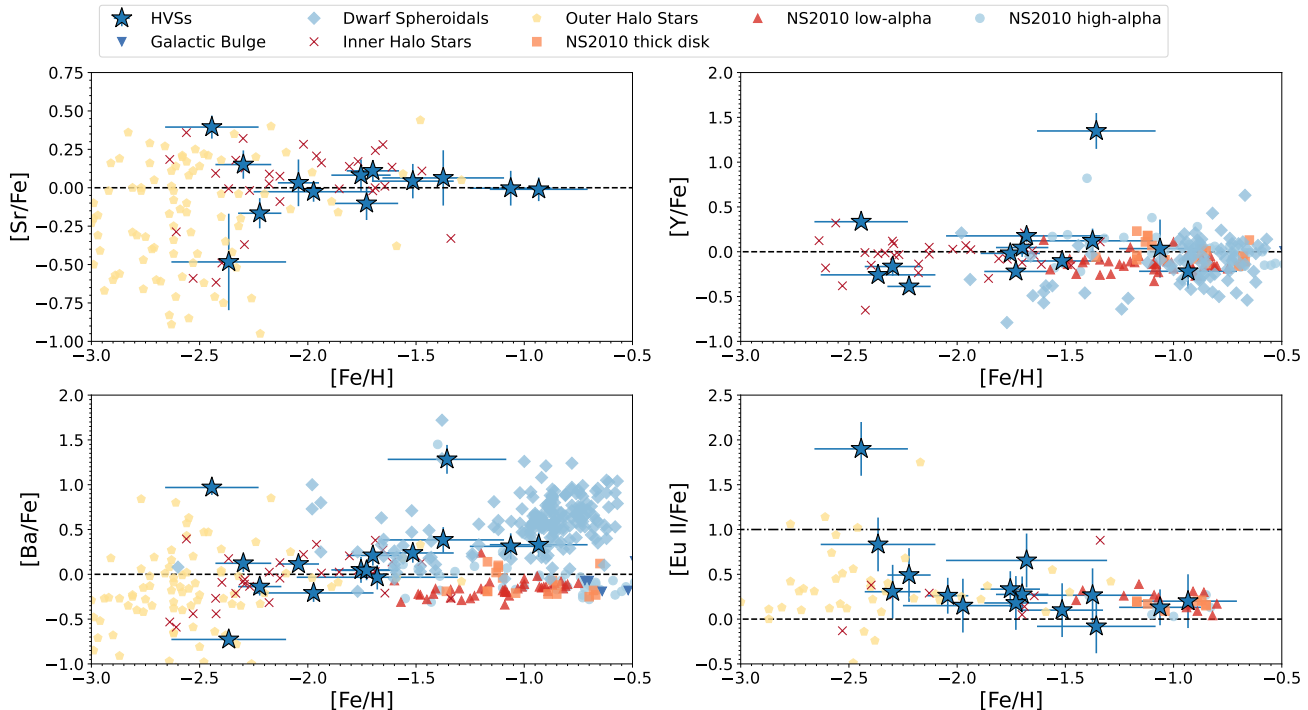 HVSs Dwarf Spheroidals Outer Halo Stars NS2010 low-alpha NS2010 high-alpha
Galactic Bulge Inner Halo Stars NS2010 thick disk
[Sr/Fe]
0.75
0.50
0.25
0.00
−0.25
−0.50
−0.75
−1.00
−3.0 −2.5 −2.0 −1.5 −1.0 −0.5
[Fe/H]
[Y/Fe]
2.0
1.5
1.0
0.5
0.0
−0.5
−1.0
−3.0 −2.5 −2.0 −1.5 −1.0 −0.5
[Fe/H]
[Ba/Fe]
2.0
1.5
1.0
0.5
0.0
−0.5
−1.0
−3.0 −2.5 −2.0 −1.5 −1.0 −0.5
[Fe/H]
[Eu II/Fe]
2.5
2.0
1.5
1.0
0.5
0.0
−0.5
−3.0 −2.5 −2.0 −1.5 −1.0 −0.5
[Fe/H]